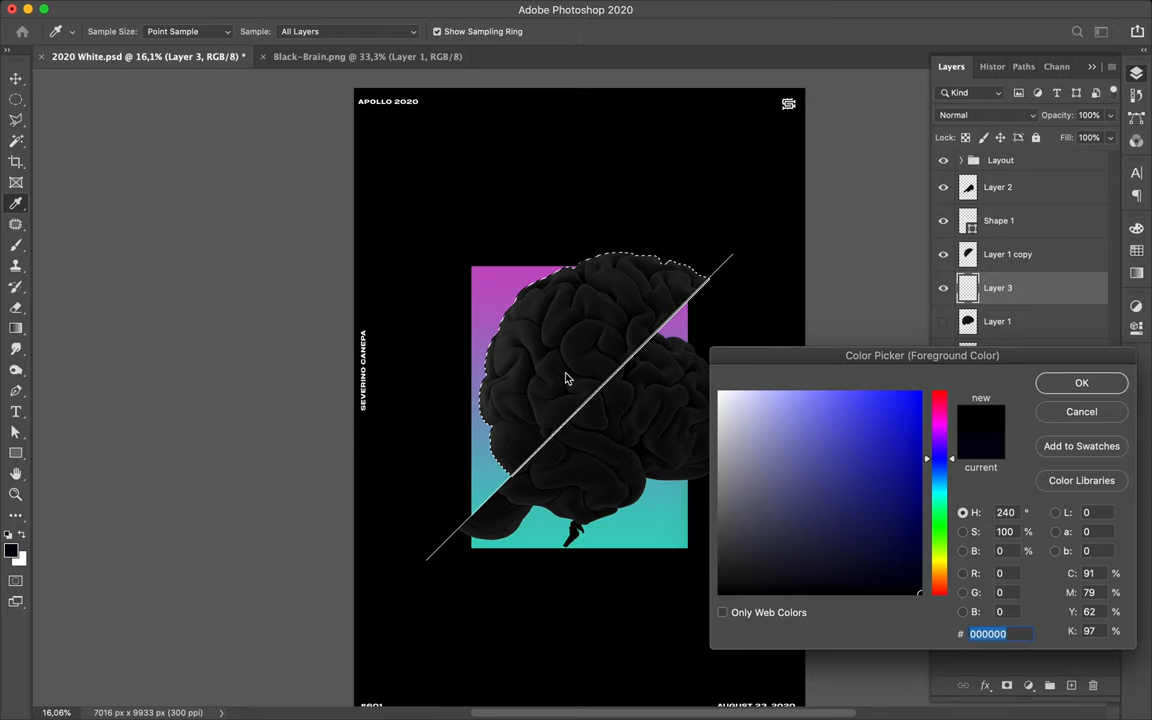 Adobe Photoshop 2020
Sample Size: Point Sample Sample: All Layers Show Sampling Ring
2020 White.psd @ 16,1% (Layer 3, RGB/8) * Black-Brain.png @ 33,3% (Layer 1, RGB/8)
Layers Histor Paths Chann
Kind
Normal Opacity: 100%
Lock: Fill: 100%
Layout
Layer 2
Shape 1
Layer 1 copy
Layer 3
Layer 1
APOLLO 2020
SEVERINO CANEPA
Color Picker (Foreground Color)
new
current
OK
Cancel
Add to Swatches
Color Libraries
H: 240 °
S: 100 %
B: 0 %
R: 0
G: 0
B: 0
L: 0
a: 0
b: 0
C: 91 %
M: 79 %
Y: 62 %
K: 97 %
# 000000
Only Web Colors
#601 AUGUST 23, 2020
16,06% 7016 px x 9933 px (300 ppi)